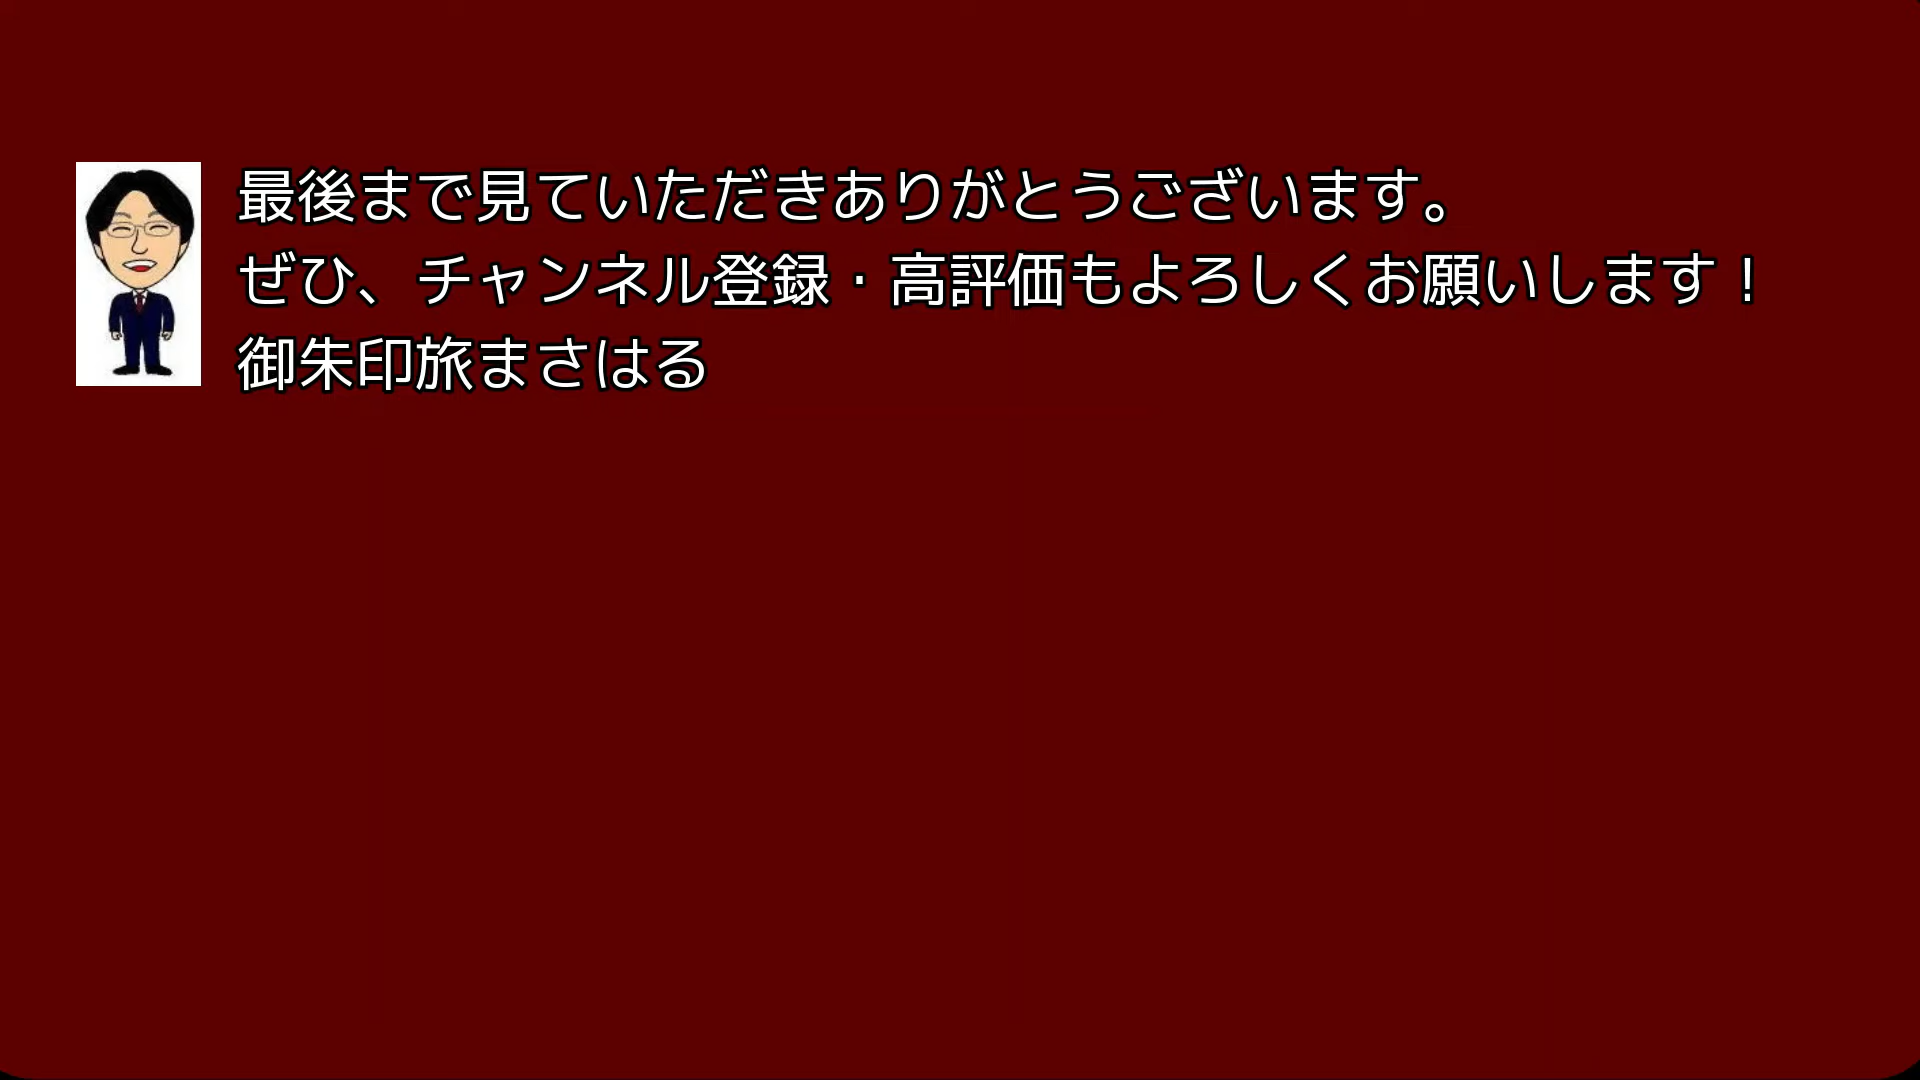 最後まで見ていただきありがとうございます。
ぜひ、チャンネル登録・高評価もよろしくお願いします！
御朱印旅まさはる